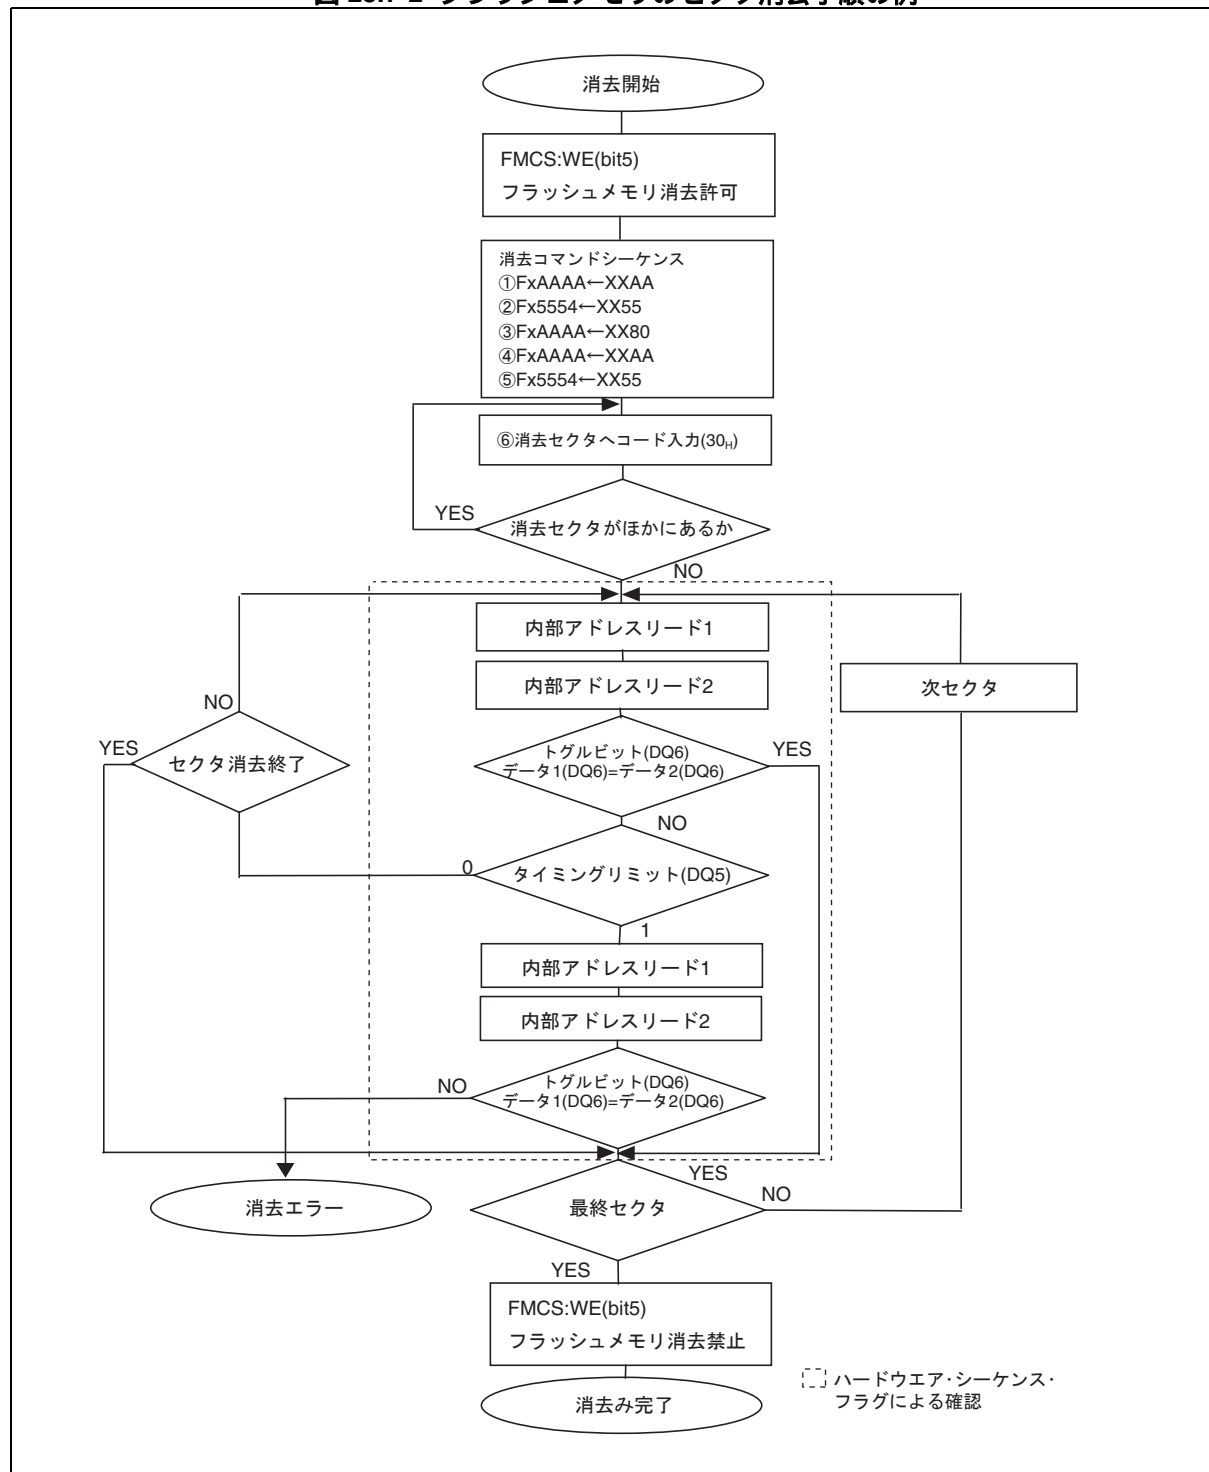 消去開始
FMCS:WE(bit5)
フラッシュメモリ消去許可
消去コマンドシーケンス
①FxAAAA←XXAA
②Fx5554←XX55
③FxAAAA←XX80
④FxAAAA←XXAA
⑤Fx5554←XX55
⑥消去セクタへコード入力(30H)
YES
消去セクタがほかにあるか
NO
内部アドレスリード1
内部アドレスリード2
次セクタ
NO
YES
セクタ消去終了
トグルビット(DQ6)
データ1(DQ6)=データ2(DQ6)
YES
NO
0
タイミングリミット(DQ5)
1
内部アドレスリード1
内部アドレスリード2
NO
トグルビット(DQ6)
データ1(DQ6)=データ2(DQ6)
YES
消去エラー
最終セクタ
NO
YES
FMCS:WE(bit5)
フラッシュメモリ消去禁止
消去み完了
ハードウエア･シーケンス･
フラグによる確認